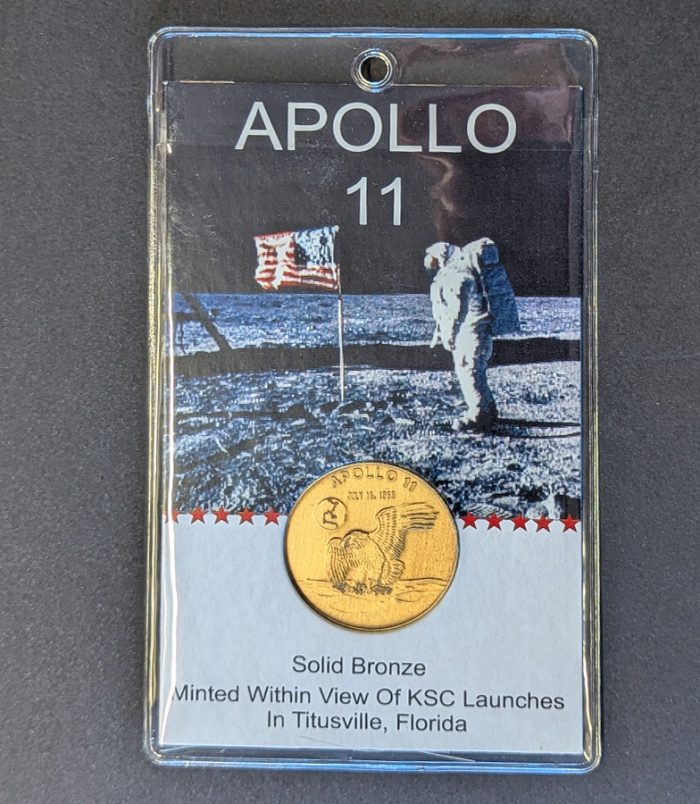 APOLLO
11
APOLLO 11
JULY 16, 1969
Solid Bronze
Minted Within View Of KSC Launches
In Titusville, Florida